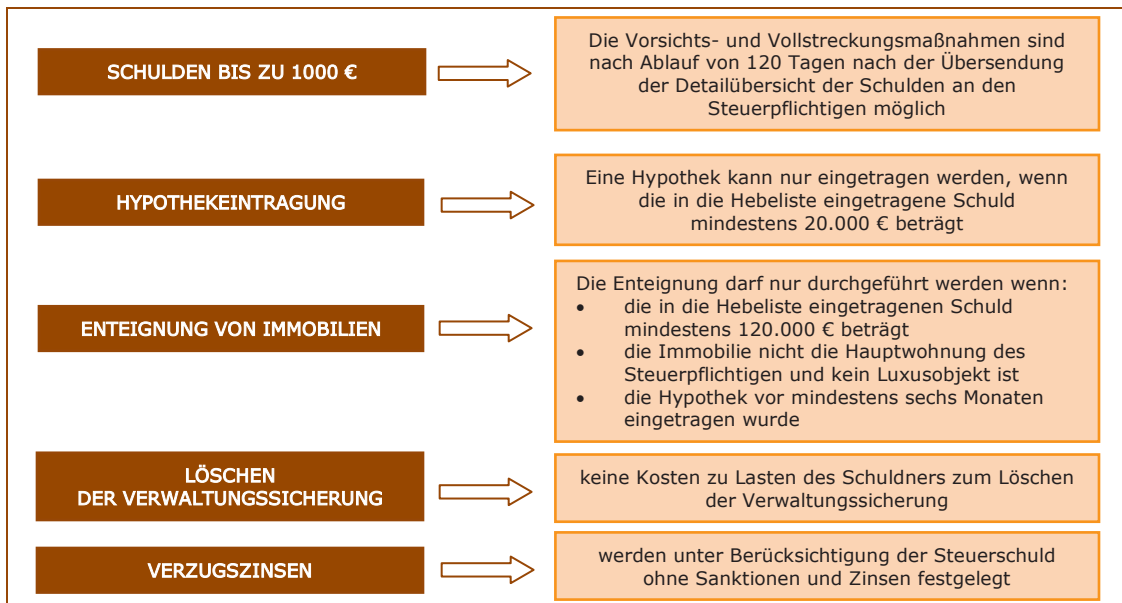 SCHULDEN BIS ZU 1000 €
Die Vorsichts- und Vollstreckungsmaßnahmen sind
nach Ablauf von 120 Tagen nach der Übersendung
der Detailübersicht der Schulden an den
Steuerpflichtigen möglich
HYPOTHEKEINTRAGUNG
Eine Hypothek kann nur eingetragen werden, wenn
die in die Hebeliste eingetragene Schuld
mindestens 20.000 € beträgt
ENTEIGNUNG VON IMMOBILIEN
Die Enteignung darf nur durchgeführt werden wenn:
• die in die Hebeliste eingetragenen Schuld
mindestens 120.000 € beträgt
• die Immobilie nicht die Hauptwohnung des
Steuerpflichtigen und kein Luxusobjekt ist
• die Hypothek vor mindestens sechs Monaten
eingetragen wurde
LÖSCHEN
DER VERWALTUNGSSICHERUNG
keine Kosten zu Lasten des Schuldners zum Löschen
der Verwaltungssicherung
VERZUGSZINSEN
werden unter Berücksichtigung der Steuerschuld
ohne Sanktionen und Zinsen festgelegt